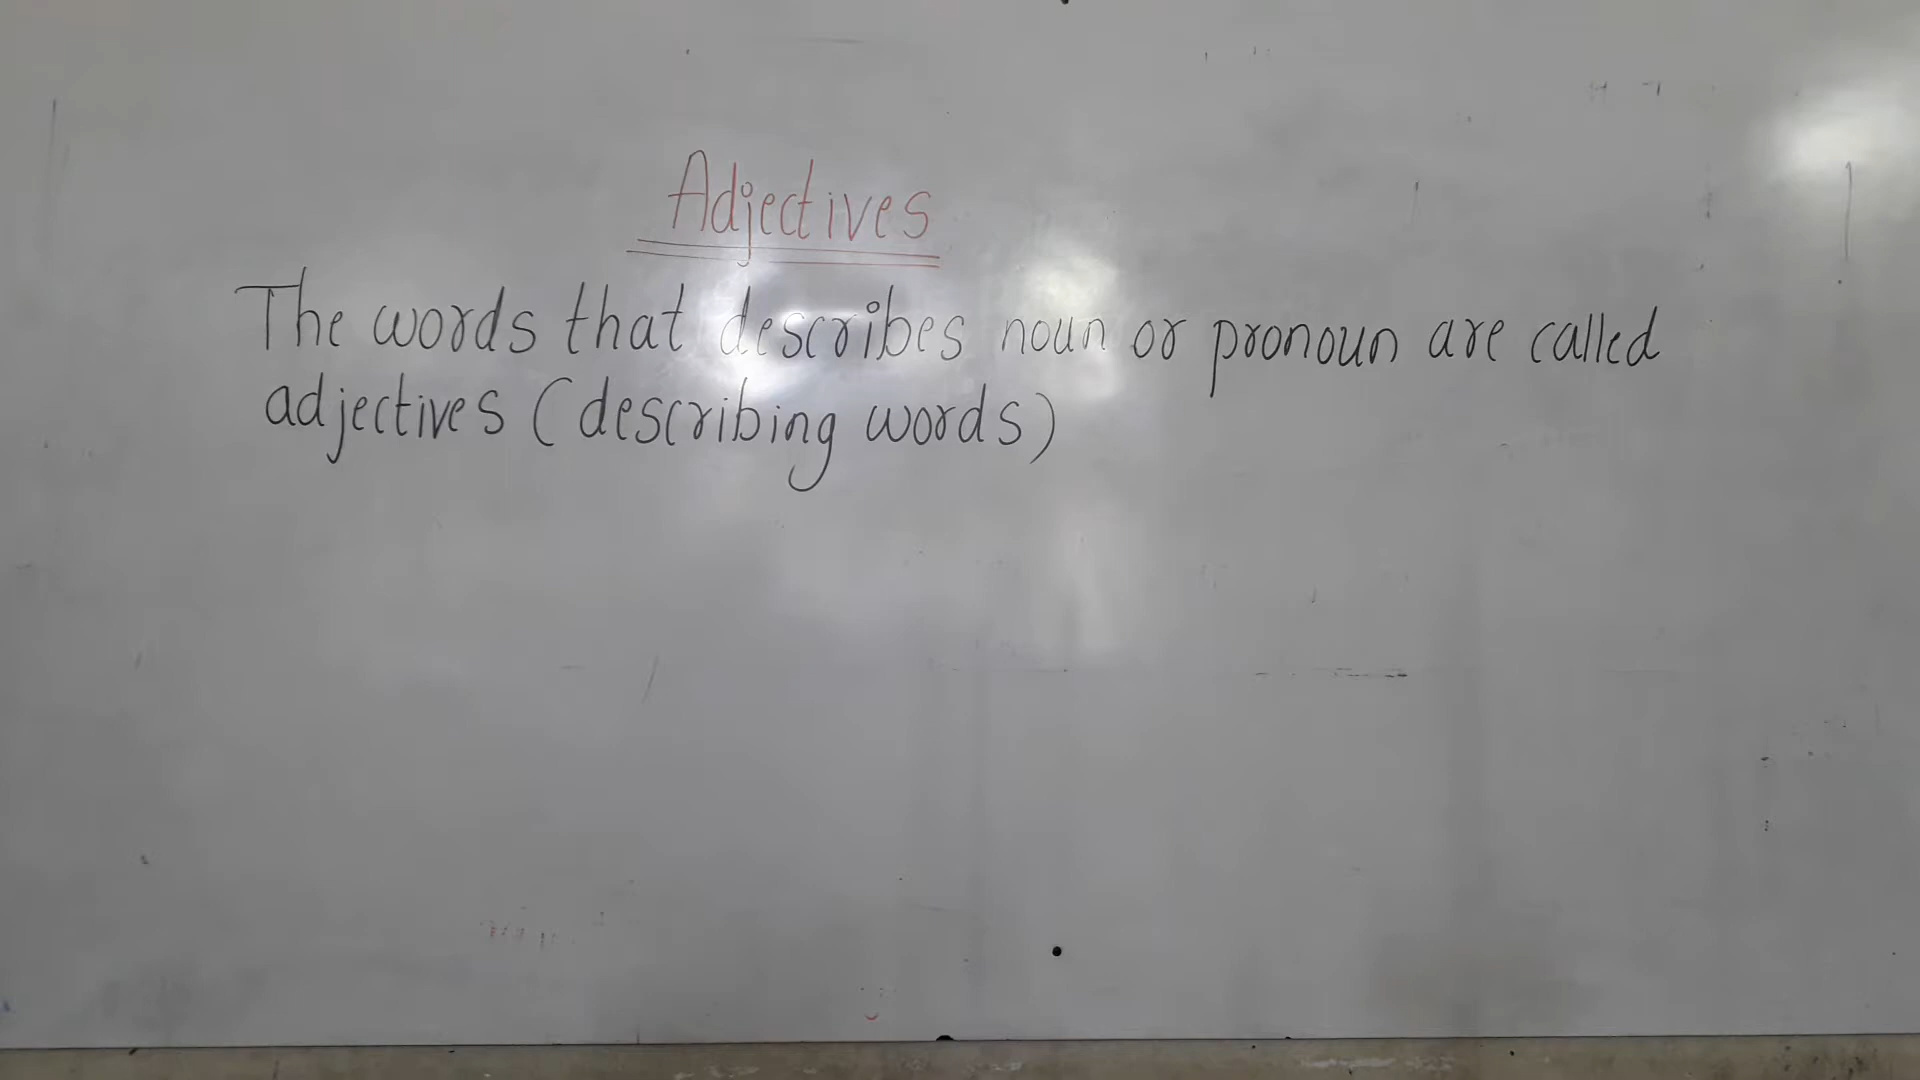 Adjectives
The words that describes noun or pronoun are called
adjectives (describing words)